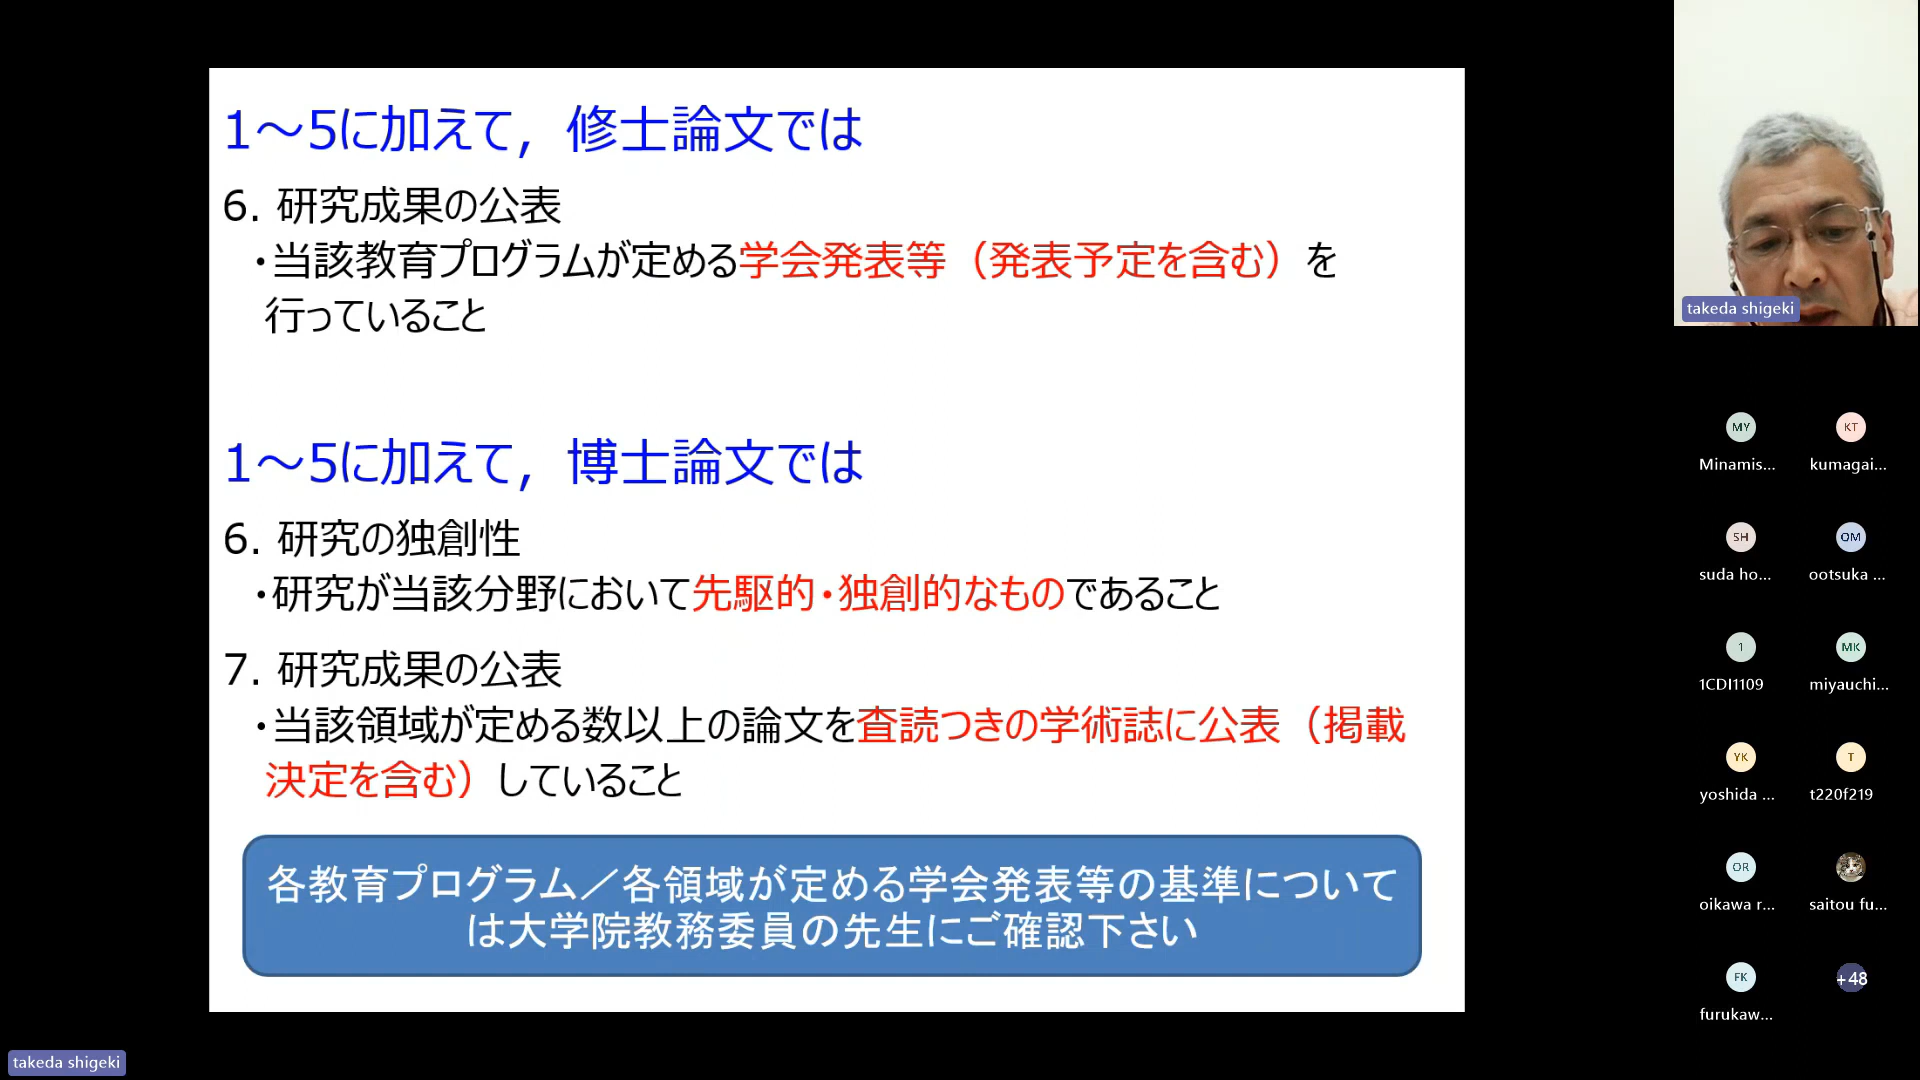 1～5に加えて，修士論文では
6. 研究成果の公表
・当該教育プログラムが定める学会発表等（発表予定を含む）を
行っていること
1～5に加えて，博士論文では
6. 研究の独創性
・研究が当該分野において先駆的・独創的なものであること
7. 研究成果の公表
・当該領域が定める数以上の論文を査読つきの学術誌に公表（掲載
決定を含む）していること
各教育プログラム／各領域が定める学会発表等の基準について
は大学院教務委員の先生にご確認下さい
takeda shigeki
MY
Minamis...
KT
kumagai...
SH
suda ho...
OM
ootsuka ...
1
1CDI1109
MK
miyauchi...
YK
yoshida ...
T
t220f219
OR
oikawa r...
saitou fu...
FK
furukaw...
+48
takeda shigeki